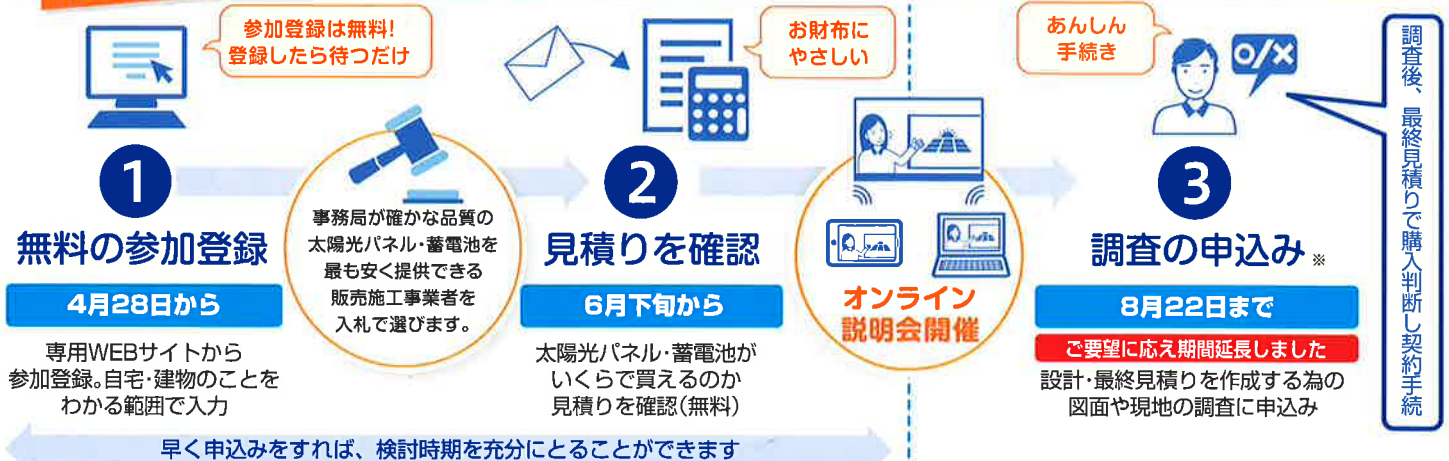 参加登録は無料!
登録したら待つだけ
1
無料の参加登録
4月28日から
専用WEBサイトから
参加登録。自宅・建物のことを
わかる範囲で入力
事務局が確かな品質の
太陽光パネル・蓄電池を
最も安く提供できる
販売施工事業者を
入札で選びます。
お財布に
やさしい
2
見積りを確認
6月下旬から
太陽光パネル・蓄電池が
いくらで買えるのか
見積りを確認(無料)
オンライン
説明会開催
あんしん
手続き
o/x
3
調査の申込み※
8月22日まで
ご要望に応え期間延長しました
設計・最終見積りを作成する為の
図面や現地の調査に申込み
調査後、最終見積りで購入判断し契約手続
早く申込みをすれば、検討時期を充分にとることができます